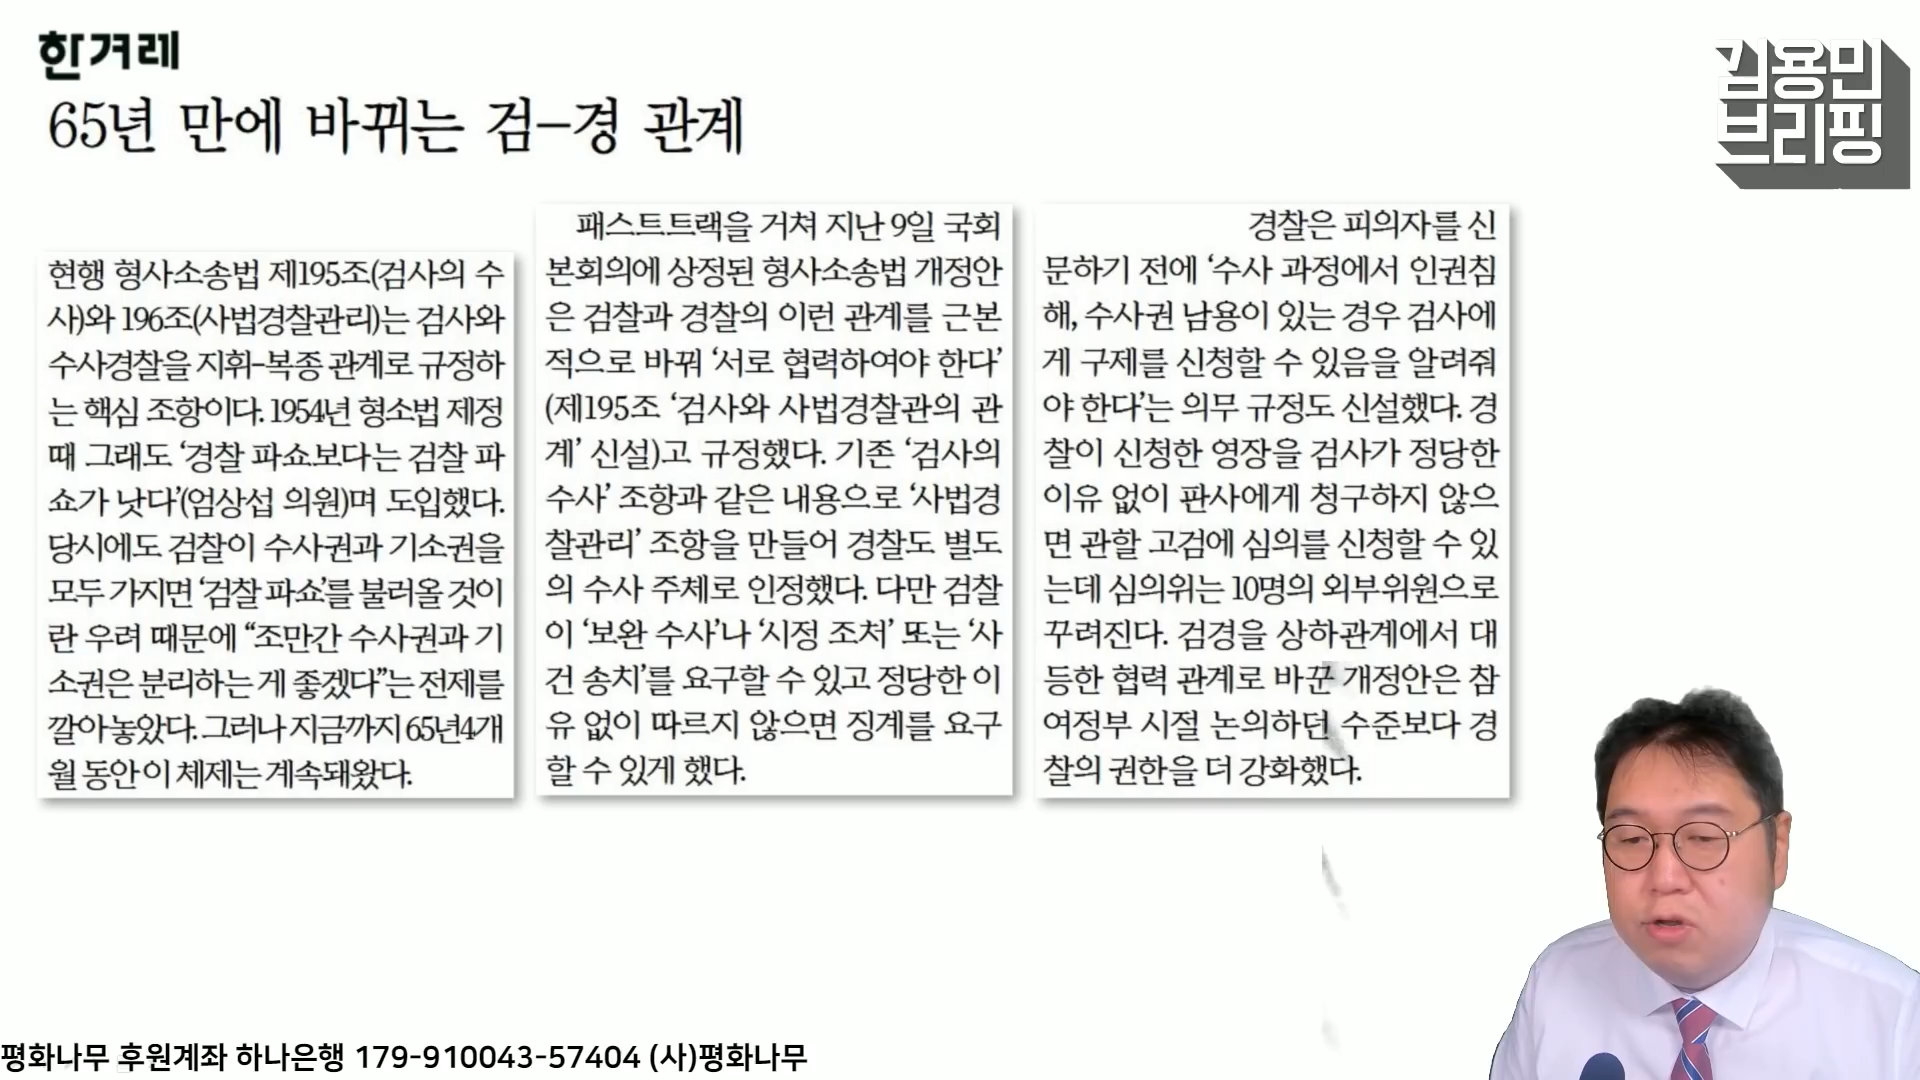 한겨레
65년 만에 바뀌는 검–경 관계
김용민
브리핑
현행 형사소송법 제195조(검사의 수
사)와 196조(사법경찰관리)는 검사와
수사경찰을 지휘-복종 관계로 규정하
는 핵심 조항이다. 1954년 형소법 제정
때 그래도 ‘경찰 파쇼보다는 검찰 파
쇼가 낫다’(엄상섭 의원)며 도입했다.
당시에도 검찰이 수사권과 기소권을
모두 가지면 ‘검찰 파쇼’를 불러올 것이
란 우려 때문에 “조만간 수사권과 기
소권은 분리하는 게 좋겠다”는 전제를
깔아놓았다. 그러나 지금까지 65년4개
월 동안 이 체제는 계속돼왔다.
패스트트랙을 거쳐 지난 9일 국회
본회의에 상정된 형사소송법 개정안
은 검찰과 경찰의 이런 관계를 근본
적으로 바꿔 ‘서로 협력하여야 한다’
(제195조 ‘검사와 사법경찰관의 관
계’ 신설)고 규정했다. 기존 ‘검사의
수사’ 조항과 같은 내용으로 ‘사법경
찰관리’ 조항을 만들어 경찰도 별도
의 수사 주체로 인정했다. 다만 검찰
이 ‘보완 수사’나 ‘시정 조처’ 또는 ‘사
건 송치’를 요구할 수 있고 정당한 이
유 없이 따르지 않으면 징계를 요구
할 수 있게 했다.
경찰은 피의자를 신
문하기 전에 ‘수사 과정에서 인권침
해, 수사권 남용이 있는 경우 검사에
게 구제를 신청할 수 있음을 알려줘
야 한다’는 의무 규정도 신설했다. 경
찰이 신청한 영장을 검사가 정당한
이유 없이 판사에게 청구하지 않으
면 관할 고검에 심의를 신청할 수 있
는데 심의위는 10명의 외부위원으로
꾸려진다. 검경을 상하관계에서 대
등한 협력 관계로 바꾼 개정안은 참
여정부 시절 논의하던 수준보다 경
찰의 권한을 더 강화했다.
평화나무 후원계좌 하나은행 179-910043-57404 (사)평화나무